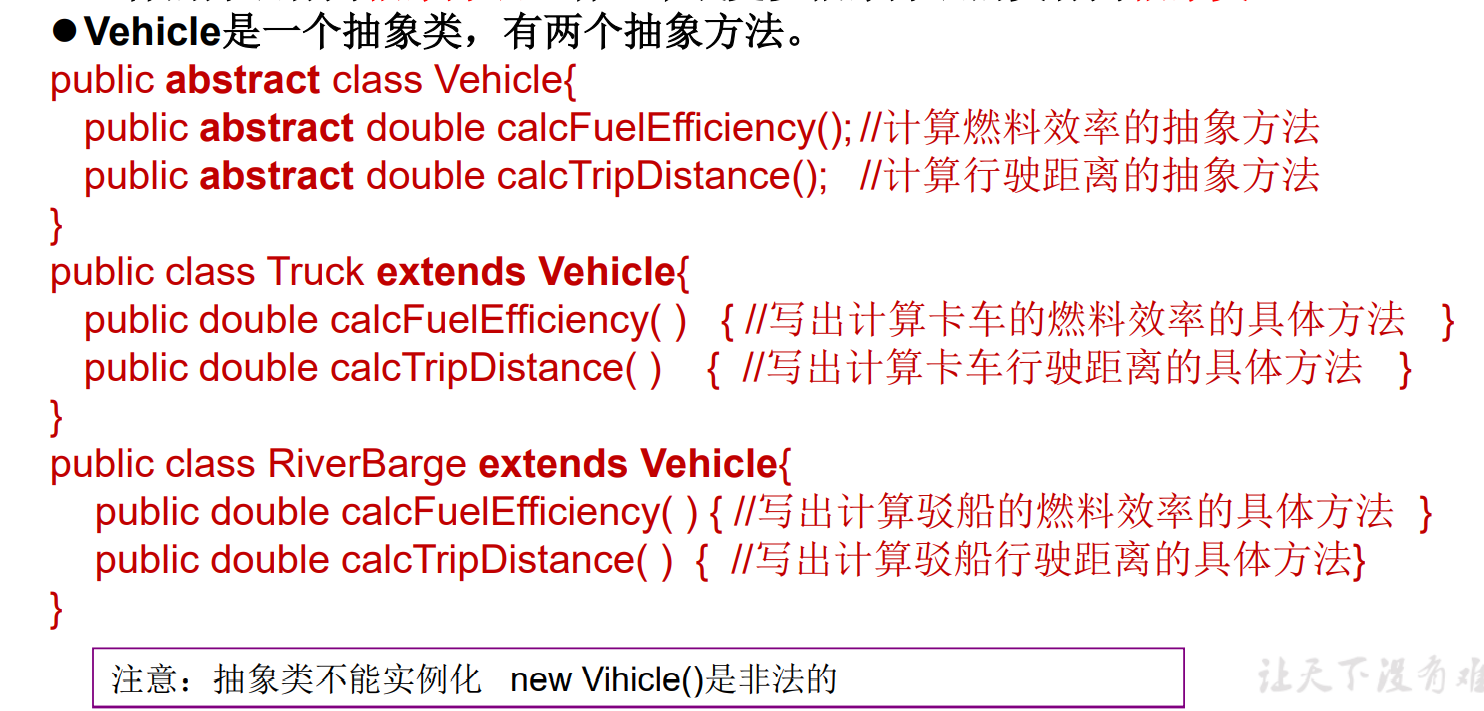 ●Vehicle是一个抽象类，有两个抽象方法。
public abstract class Vehicle{
public abstract double calcFuelEfficiency(); //计算燃料效率的抽象方法
public abstract double calcTripDistance(); //计算行驶距离的抽象方法
}
public class Truck extends Vehicle{
public double calcFuelEfficiency( ) { //写出计算卡车的燃料效率的具体方法 }
public double calcTripDistance( ) { //写出计算卡车行驶距离的具体方法 }
}
public class RiverBarge extends Vehicle{
public double calcFuelEfficiency( ) { //写出计算驳船的燃料效率的具体方法 }
public double calcTripDistance( ) { //写出计算驳船行驶距离的具体方法}
}
注意：抽象类不能实例化 new Vihicle()是非法的
让天下没有难